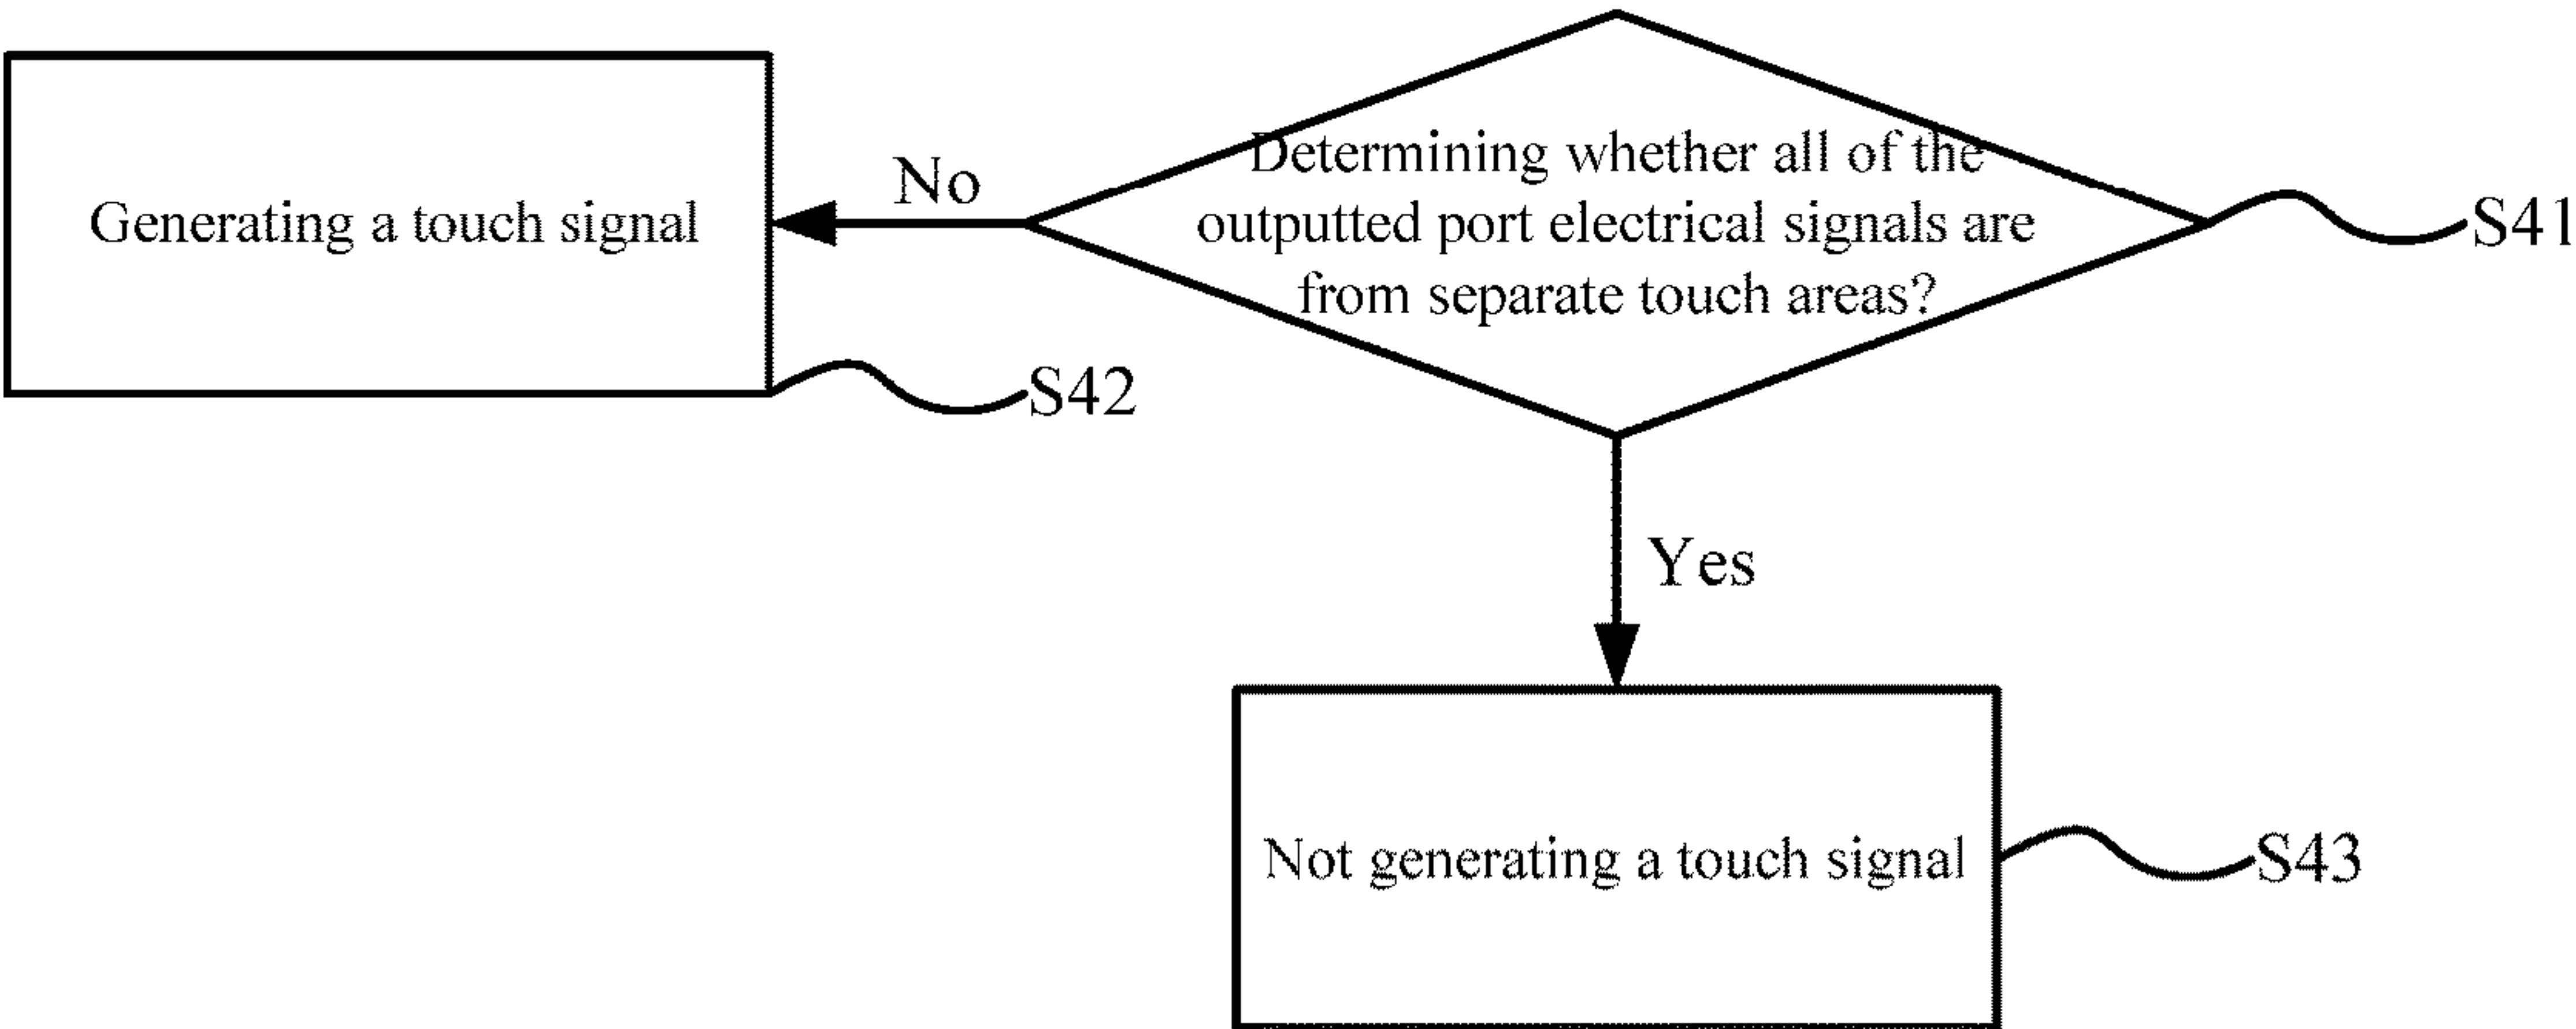 Determining whether all of the
outputted port electrical signals are
from separate touch areas?
S41
No
Generating a touch signal
S42
Yes
Not generating a touch signal
S43